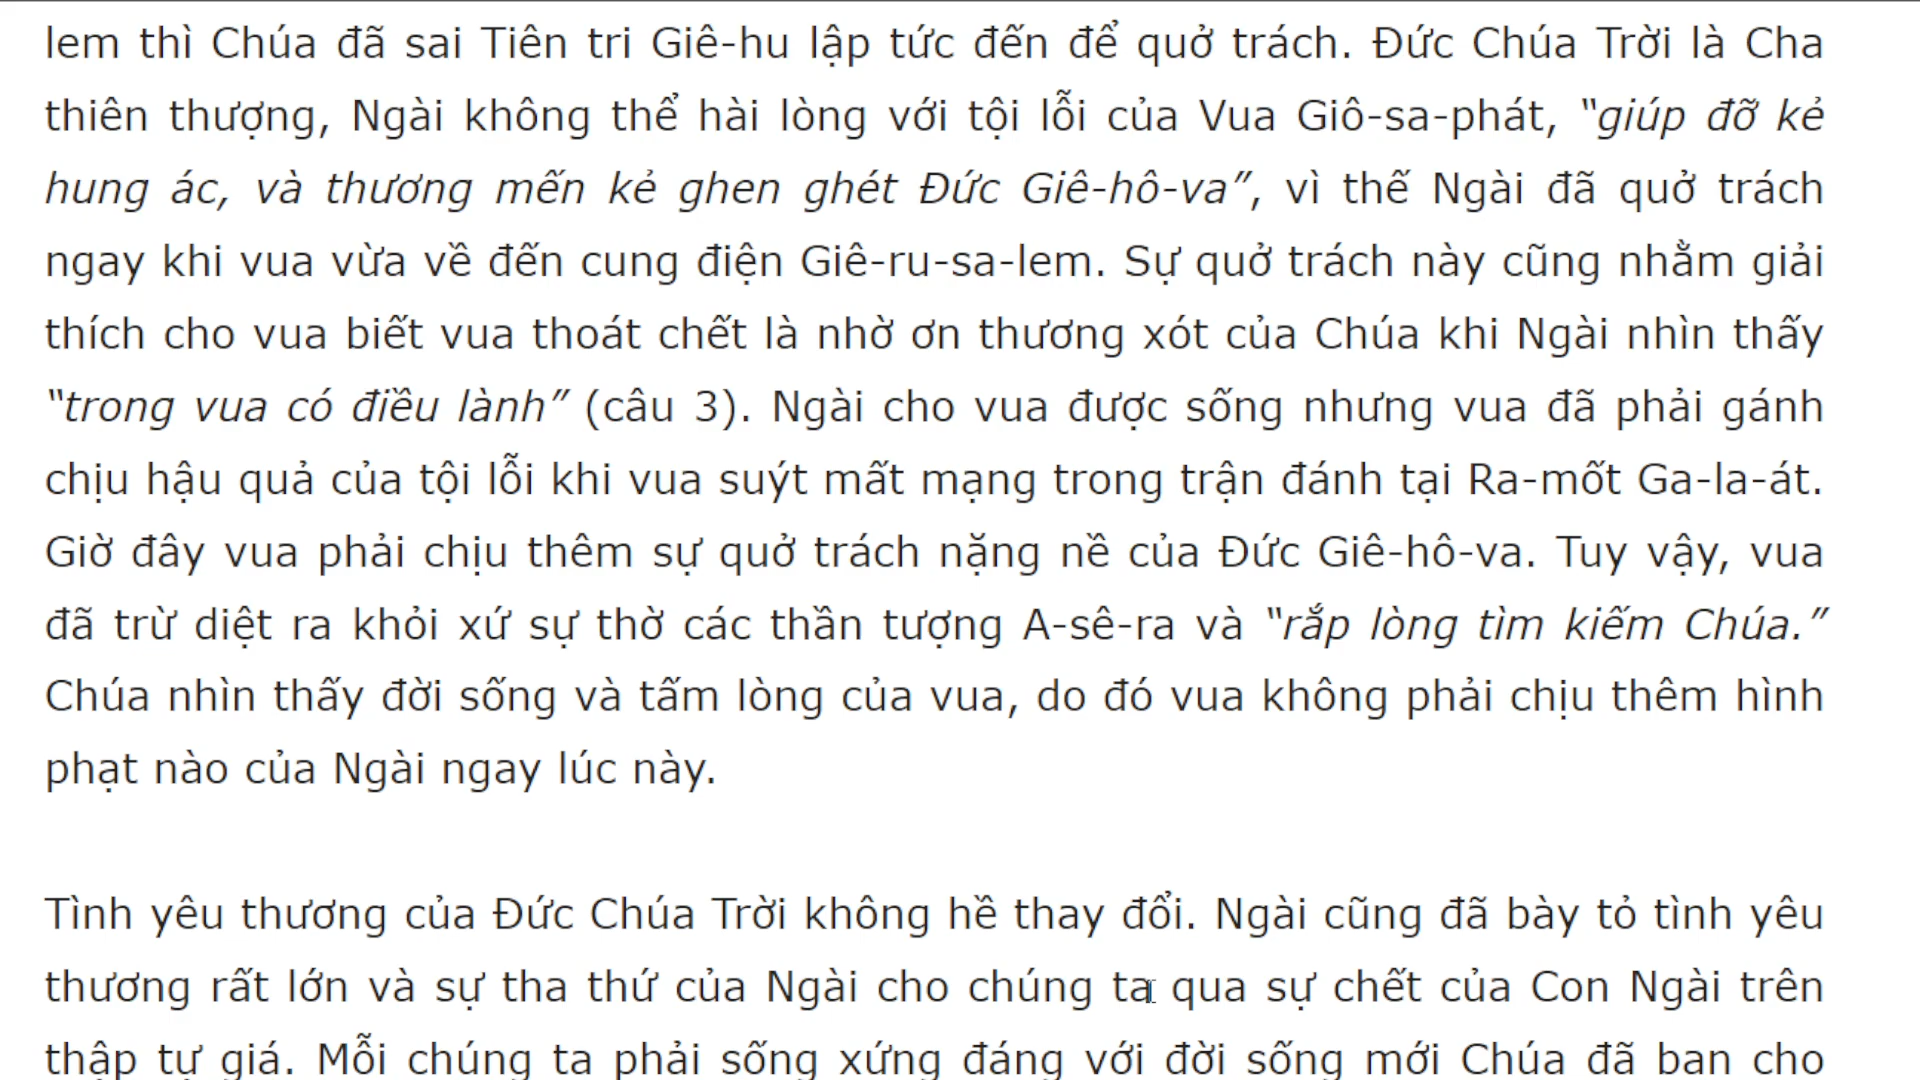 lem thì Chúa đã sai Tiên tri Giê-hu lập tức đến để quở trách. Đức Chúa Trời là Cha
thiên thượng, Ngài không thể hài lòng với tội lỗi của Vua Giô-sa-phát, “giúp đỡ kẻ
hung ác, và thương mến kẻ ghen ghét Đức Giê-hô-va”, vì thế Ngài đã quở trách
ngay khi vua vừa về đến cung điện Giê-ru-sa-lem. Sự quở trách này cũng nhằm giải
thích cho vua biết vua thoát chết là nhờ ơn thương xót của Chúa khi Ngài nhìn thấy
“trong vua có điều lành” (câu 3). Ngài cho vua được sống nhưng vua đã phải gánh
chịu hậu quả của tội lỗi khi vua suýt mất mạng trong trận đánh tại Ra-mốt Ga-la-át.
Giờ đây vua phải chịu thêm sự quở trách nặng nề của Đức Giê-hô-va. Tuy vậy, vua
đã trừ diệt ra khỏi xứ sự thờ các thần tượng A-sê-ra và “rắp lòng tìm kiếm Chúa.”
Chúa nhìn thấy đời sống và tấm lòng của vua, do đó vua không phải chịu thêm hình
phạt nào của Ngài ngay lúc này.
Tình yêu thương của Đức Chúa Trời không hề thay đổi. Ngài cũng đã bày tỏ tình yêu
thương rất lớn và sự tha thứ của Ngài cho chúng ta qua sự chết của Con Ngài trên
thập tự giá. Mỗi chúng ta phải sống xứng đáng với đời sống mới Chúa đã ban cho